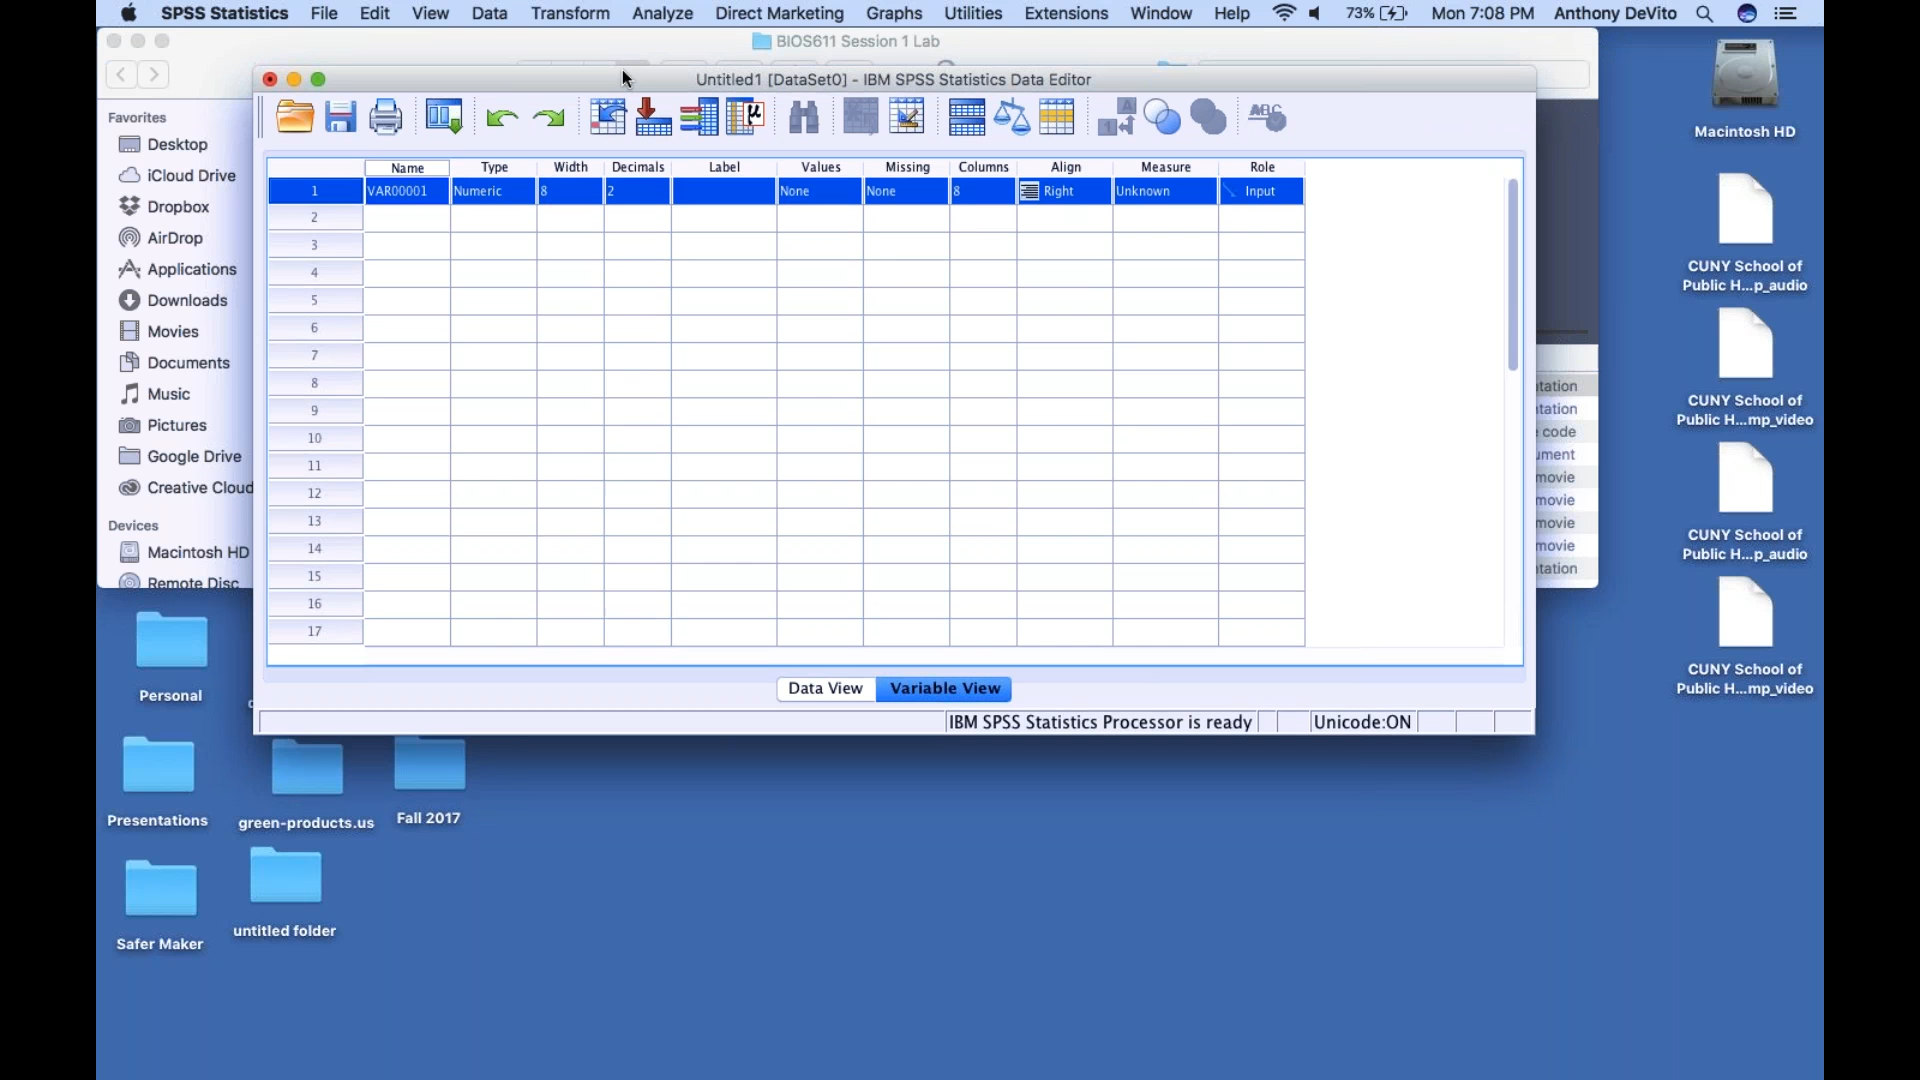 SPSS Statistics File Edit View Data Transform Analyze Direct Marketing Graphs Utilities Extensions Window Help 73% Mon 7:08 PM Anthony DeVito
BIOS611 Session 1 Lab
Untitled1 [DataSet0] - IBM SPSS Statistics Data Editor
Favorites
Desktop
iCloud Drive
Dropbox
AirDrop
Applications
Downloads
Movies
Documents
Music
Pictures
Google Drive
Creative Cloud
Devices
Macintosh HD
Remote Disc
A
1
ABC
Name Type Width Decimals Label Values Missing Columns Align Measure Role
1 VAR00001 Numeric 8 2 None None 8 Right Unknown Input
2
3
4
5
6
7
8
9
10
11
12
13
14
15
16
17
Data View Variable View
IBM SPSS Statistics Processor is ready Unicode:ON
tation
tation
code
ument
movie
movie
movie
movie
tation
Macintosh HD
CUNY School of
Public H...p_audio
CUNY School of
Public H...mp_video
CUNY School of
Public H...p_audio
CUNY School of
Public H...mp_video
Personal
Presentations
green-products.us
Fall 2017
Safer Maker
untitled folder